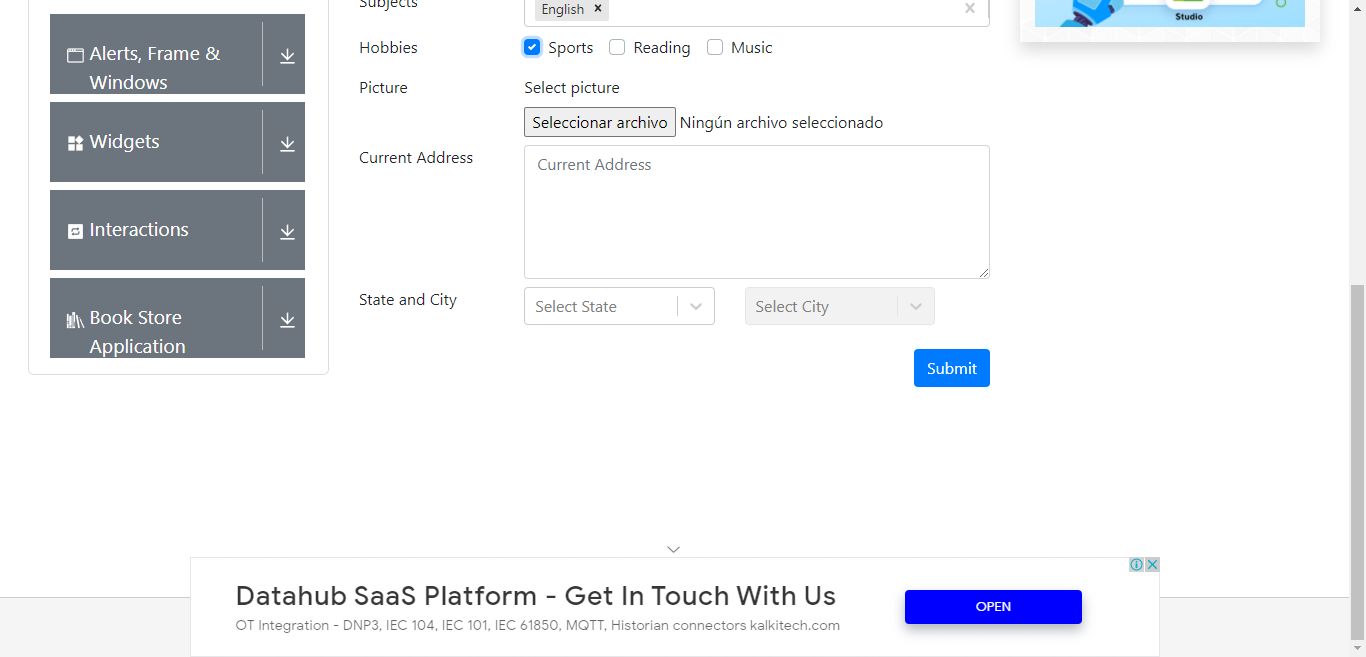 Subjects
English ×
Studio
Alerts, Frame &
Windows
Widgets
Interactions
Book Store
Application
Hobbies
Sports Reading Music
Picture
Select picture
Seleccionar archivo Ningún archivo seleccionado
Current Address
Current Address
State and City
Select State
Select City
Submit
Datahub SaaS Platform - Get In Touch With Us
OT Integration - DNP3, IEC 104, IEC 101, IEC 61850, MQTT, Historian connectors kalkitech.com
OPEN